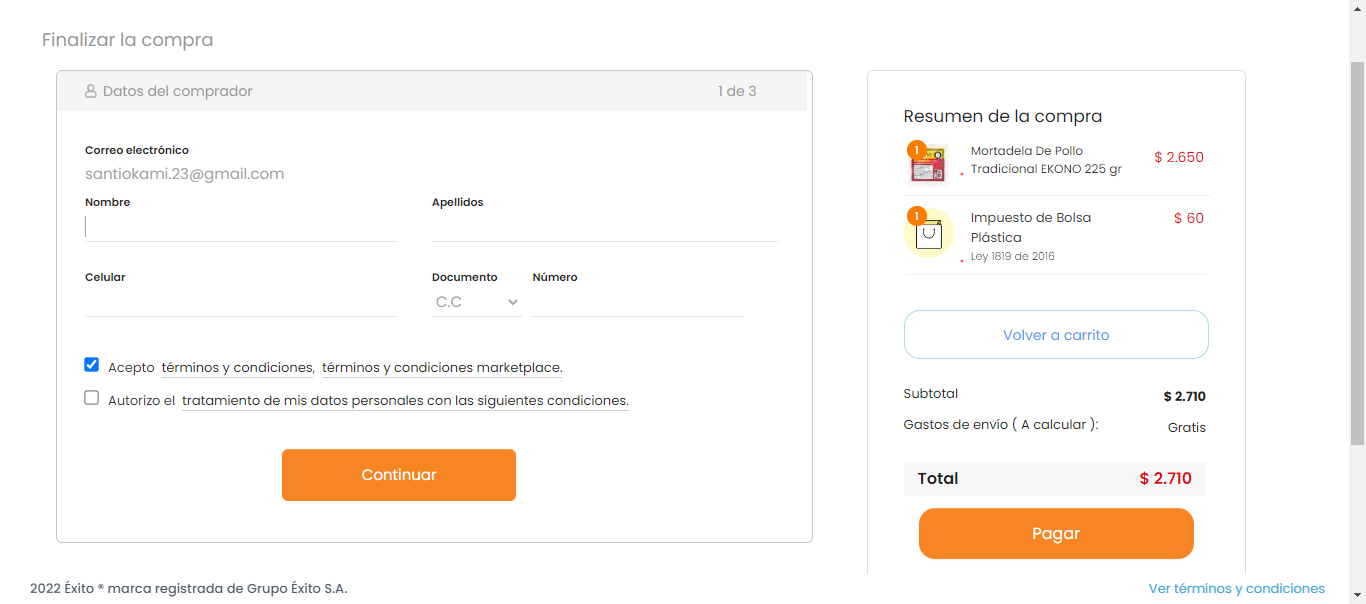 Finalizar la compra
Datos del comprador
1 de 3
Correo electrónico
santiokami.23@gmail.com
Nombre
Apellidos
Celular
Documento
Número
C.C
Acepto términos y condiciones, términos y condiciones marketplace.
Autorizo el tratamiento de mis datos personales con las siguientes condiciones.
Continuar
Resumen de la compra
1
Mortadela De Pollo
Tradicional EKONO 225 gr
$ 2.650
1
Impuesto de Bolsa
Plástica
Ley 1819 de 2016
$ 60
Volver a carrito
Subtotal
$ 2.710
Gastos de envío ( A calcular ):
Gratis
Total
$ 2.710
Pagar
2022 Éxito ® marca registrada de Grupo Éxito S.A.
Ver términos y condiciones